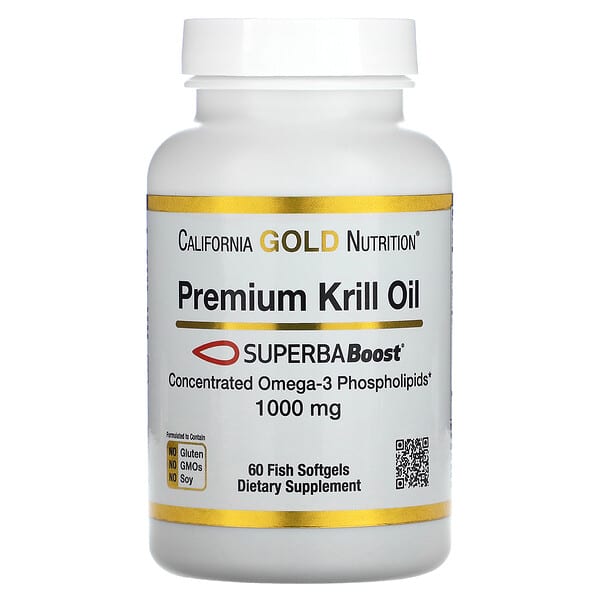 CALIFORNIA GOLD NUTRITION®
Premium Krill Oil
SUPERBABoost®
Concentrated Omega-3 Phospholipids*
1000 mg
Formulated to Contain
NO Gluten
NO GMOs
NO Soy
60 Fish Softgels
Dietary Supplement